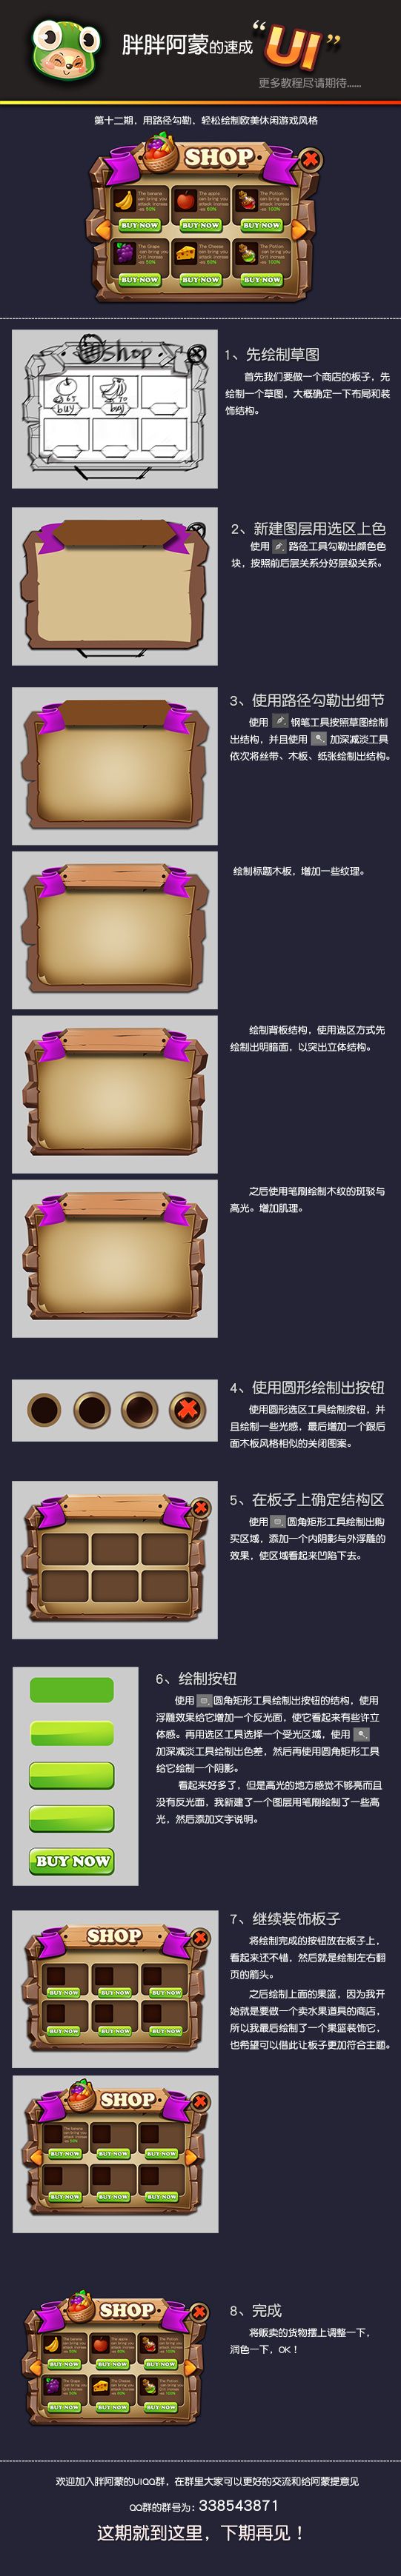 胖胖阿蒙的速成“UI”
更多教程尽请期待......
第十二期，用路径勾勒，轻松绘制欧美休闲游戏风格
SHOP
The banana can bring you attack increase +ss 50%
The apple can bring you attack increase +ss 60%
The Potion can bring you attack increase +ss 100%
BUY NOW BUY NOW BUY NOW
The Grape can bring you Crit increase +ss 50%
The Cheese can bring you Crit increase +ss 60%
The Potion can bring you Crit increase +ss 100%
BUY NOW BUY NOW BUY NOW
shop
buy buy
1、先绘制草图
首先我们要做一个商店的板子，先
绘制一个草图，大概确定一下布局和装
饰结构。
2、新建图层用选区上色
使用 路径工具勾勒出颜色色
块，按照前后层关系分好层级关系。
3、使用路径勾勒出细节
使用 钢笔工具按照草图绘制
出结构，并且使用 加深减淡工具
依次将丝带、木板、纸张绘制出结构。
绘制标题木板，增加一些纹理。
绘制背板结构，使用选区方式先
绘制出明暗面，以突出立体结构。
之后使用笔刷绘制木纹的斑驳与
高光。增加肌理。
4、使用圆形绘制出按钮
使用圆形选区工具绘制按钮，并
且绘制一些光感，最后增加一个跟后
面木板风格相似的关闭图案。
5、在板子上确定结构区
使用 圆角矩形工具绘制出购
买区域，添加一个内阴影与外浮雕的
效果，使区域看起来凹陷下去。
6、绘制按钮
使用 圆角矩形工具绘制出按钮的结构，使用
浮雕效果给它增加一个反光面，使它看起来有些许立
体感。再用选区工具选择一个受光区域，使用
加深减淡工具绘制出色差，然后再使用圆角矩形工具
给它绘制一个阴影。
看起来好多了，但是高光的地方感觉不够亮而且
没有反光面，我新建了一个图层用笔刷绘制了一些高
光，然后添加文字说明。
BUY NOW
7、继续装饰板子
将绘制完成的按钮放在板子上，
看起来还不错，然后就是绘制左右翻
页的箭头。
之后绘制上面的果篮，因为我开
始就是要做一个卖水果道具的商店，
所以我最后绘制了一个果篮装饰它，
也希望可以借此让板子更加符合主题。
SHOP
BUY NOW BUY NOW BUY NOW
BUY NOW BUY NOW BUY NOW
SHOP
BUY NOW BUY NOW BUY NOW
BUY NOW BUY NOW BUY NOW
8、完成
将贩卖的货物摆上调整一下，
润色一下，OK！
SHOP
BUY NOW BUY NOW BUY NOW
BUY NOW BUY NOW BUY NOW
欢迎加入胖阿蒙的UIQQ群，在群里大家可以更好的交流和给阿蒙提意见
QQ群的群号为：338543871
这期就到这里，下期再见！